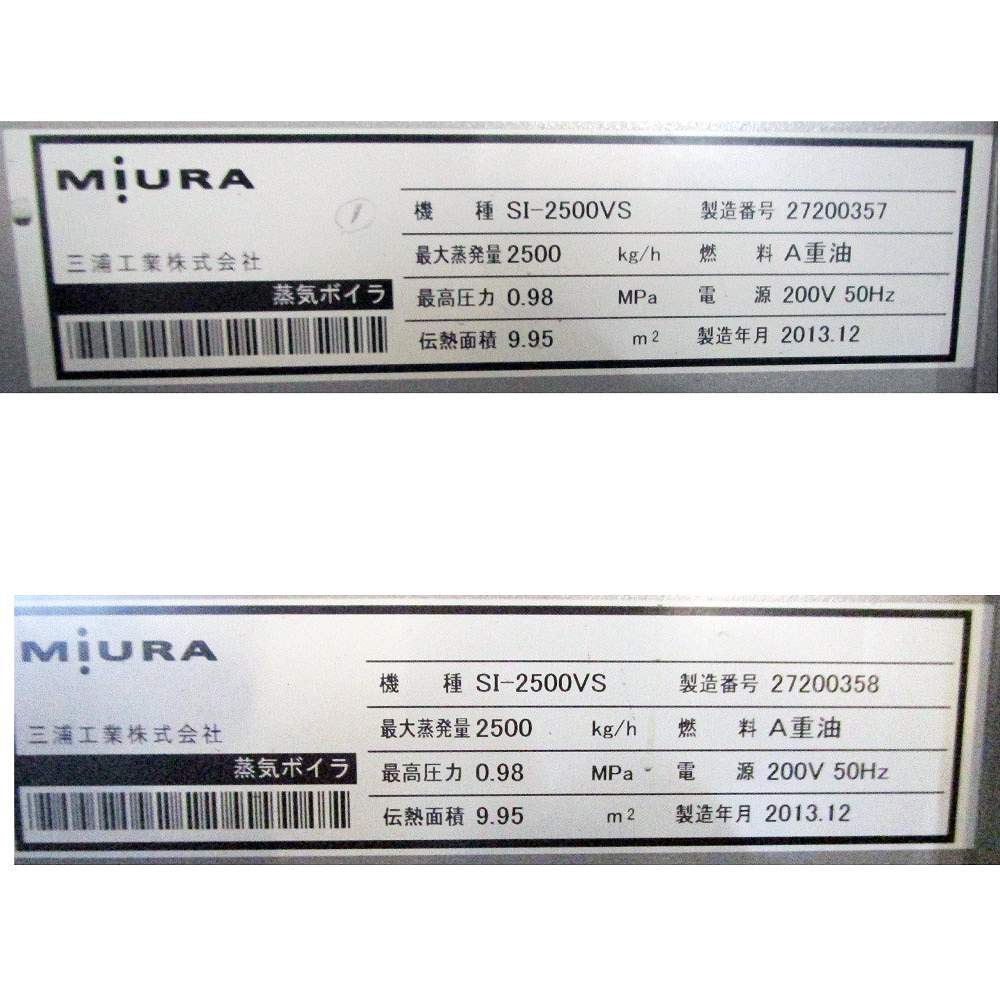 MiURA
①
三浦工業株式会社
蒸気ボイラ
機 種 SI-2500VS 製造番号 27200357
最大蒸発量 2500 kg/h 燃 料 A重油
最高圧力 0.98 MPa 電 源 200V 50Hz
伝熱面積 9.95 m² 製造年月 2013.12
MiURA
三浦工業株式会社
蒸気ボイラ
機 種 SI-2500VS 製造番号 27200358
最大蒸発量 2500 kg/h 燃 料 A重油
最高圧力 0.98 MPa 電 源 200V 50Hz
伝熱面積 9.95 m² 製造年月 2013.12